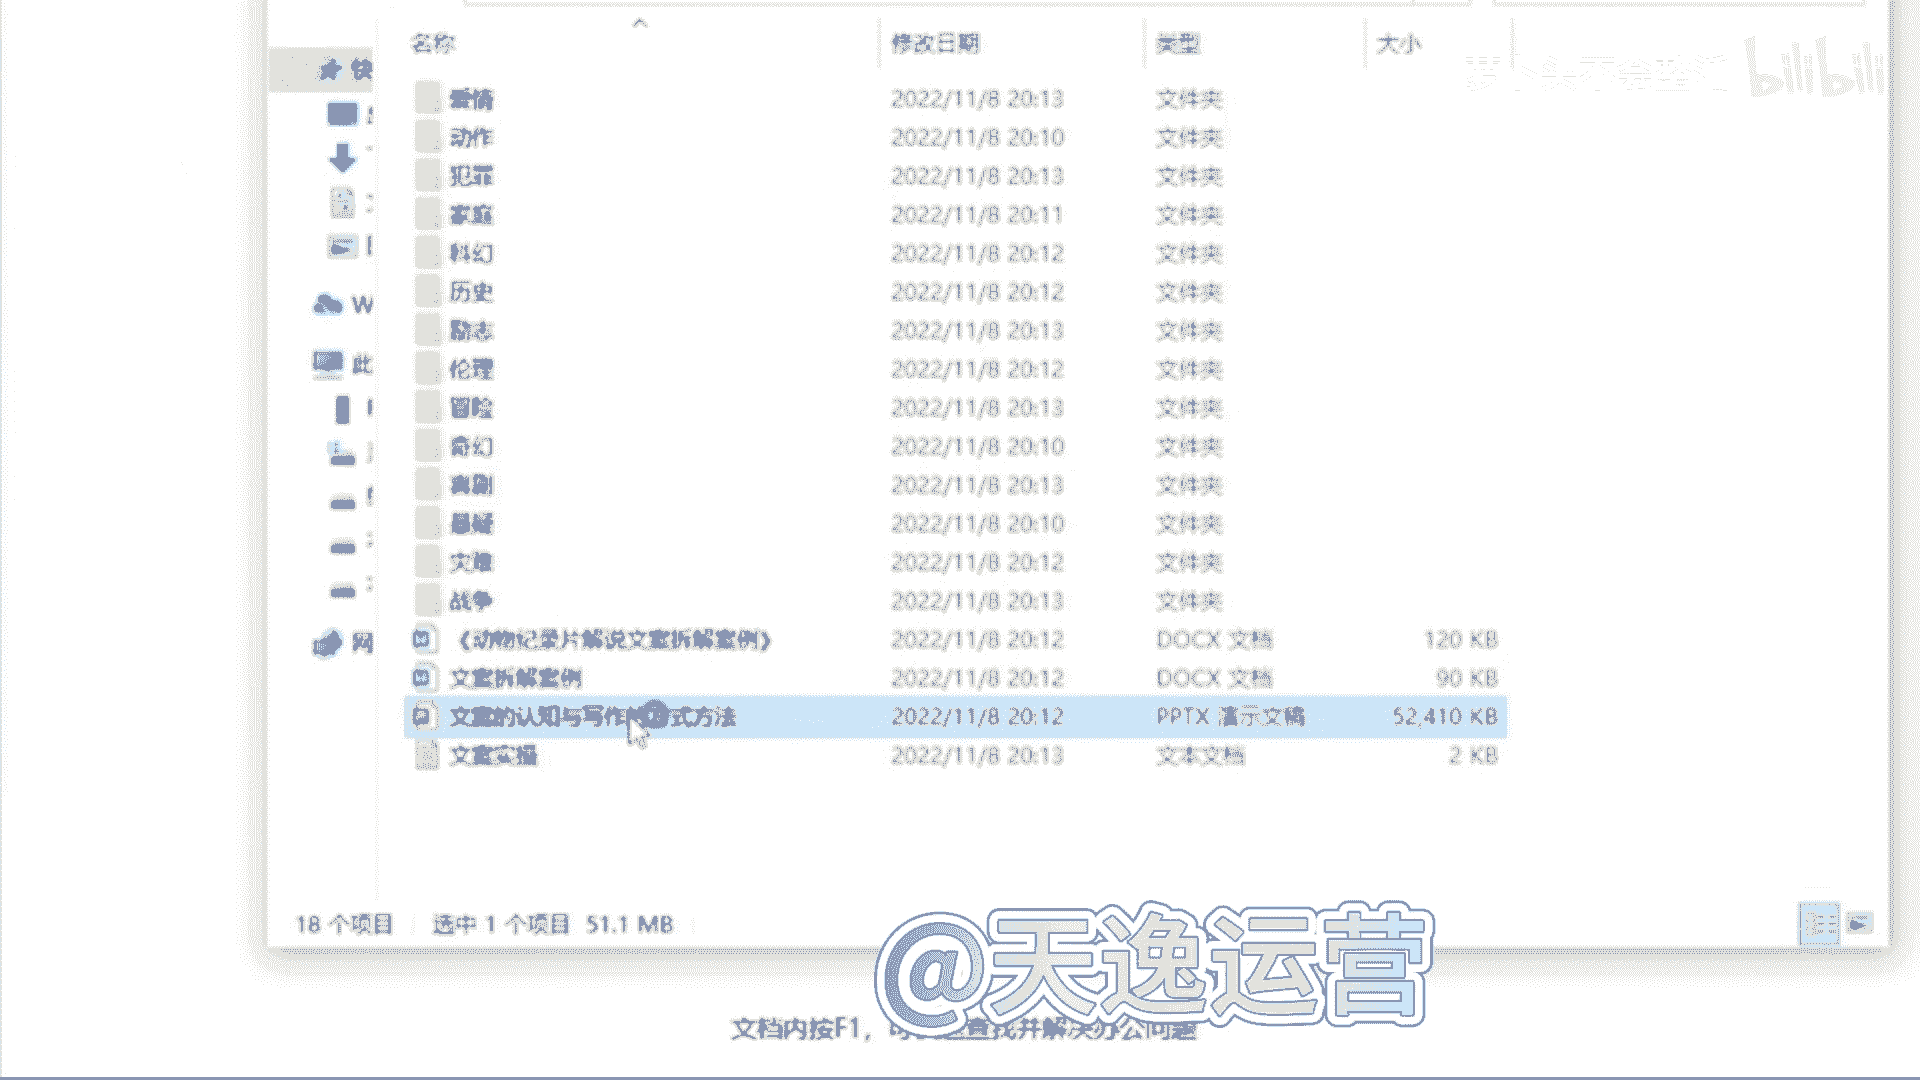 名称 修改日期 类型 大小
萝卜头不会整活 bilibili
快
爱情 2022/11/8 20:13 文件夹
动作 2022/11/8 20:10 文件夹
犯罪 2022/11/8 20:13 文件夹
家庭 2022/11/8 20:11 文件夹
科幻 2022/11/8 20:12 文件夹
历史 2022/11/8 20:12 文件夹
励志 2022/11/8 20:13 文件夹
伦理 2022/11/8 20:12 文件夹
冒险 2022/11/8 20:13 文件夹
奇幻 2022/11/8 20:10 文件夹
喜剧 2022/11/8 20:13 文件夹
悬疑 2022/11/8 20:10 文件夹
灾难 2022/11/8 20:12 文件夹
战争 2022/11/8 20:13 文件夹
《动物记录片解说文案拆解案例》 2022/11/8 20:12 DOCX 文档 120 KB
文案拆解案例 2022/11/8 20:12 DOCX 文档 90 KB
文案的认知与写作 式方法 2022/11/8 20:12 PPTX 演示文稿 52,410 KB
文案实操 2022/11/8 20:13 文本文档 2 KB
W
此
网
18 个项目 选中 1 个项目 51.1 MB
@天逸运营
文档内按F1， 查找并解决办公问题